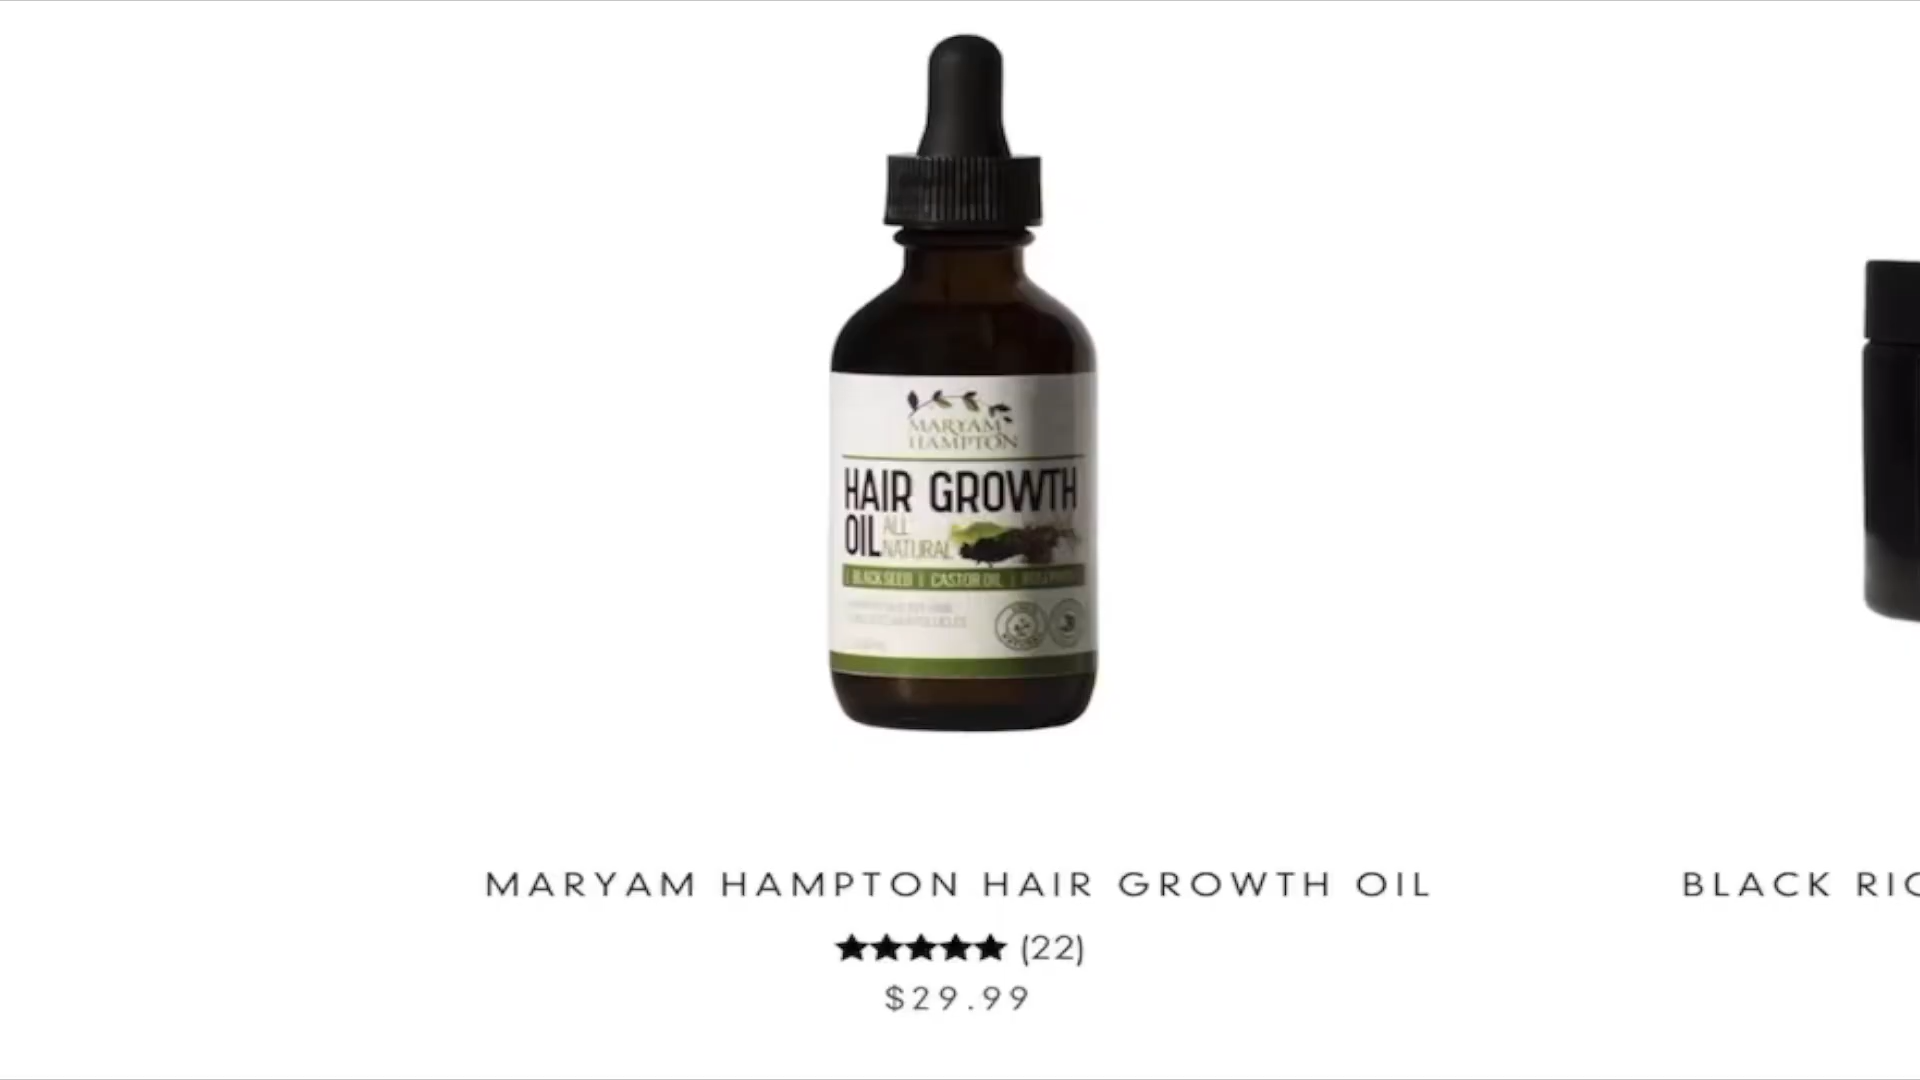 MARYAM
HAMPTON
HAIR GROWTH
OIL ALL
NATURAL
BLACK SEED | CASTOR OIL |
MARYAM HAMPTON HAIR GROWTH OIL
(22)
$29.99
BLACK RIC